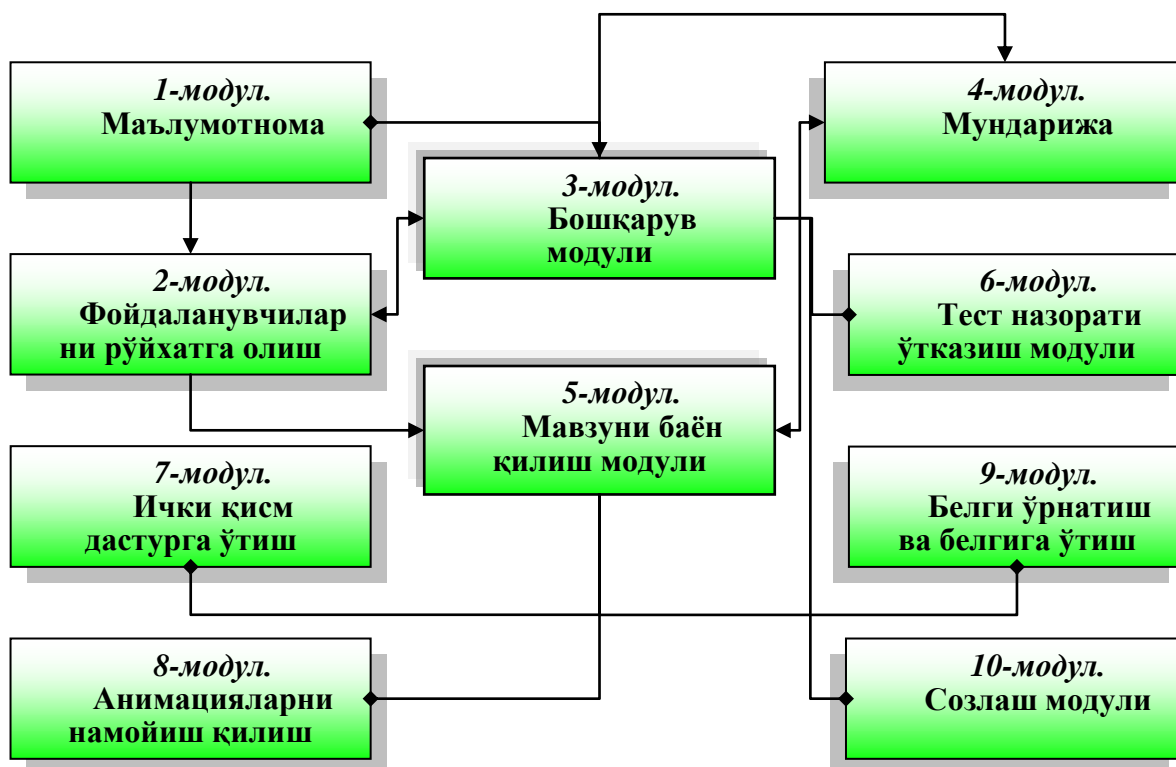 1-модул.
Маълумотнома
4-модул.
Мундарижа
3-модул.
Бошқарув
модули
2-модул.
Фойдаланувчилар
ни рўйхатга олиш
6-модул.
Тест назорати
ўтказиш модули
5-модул.
Мавзуни баён
қилиш модули
7-модул.
Ички қисм
дастурга ўтиш
9-модул.
Белги ўрнатиш
ва белгига ўтиш
8-модул.
Анимацияларни
намойиш қилиш
10-модул.
Созлаш модули